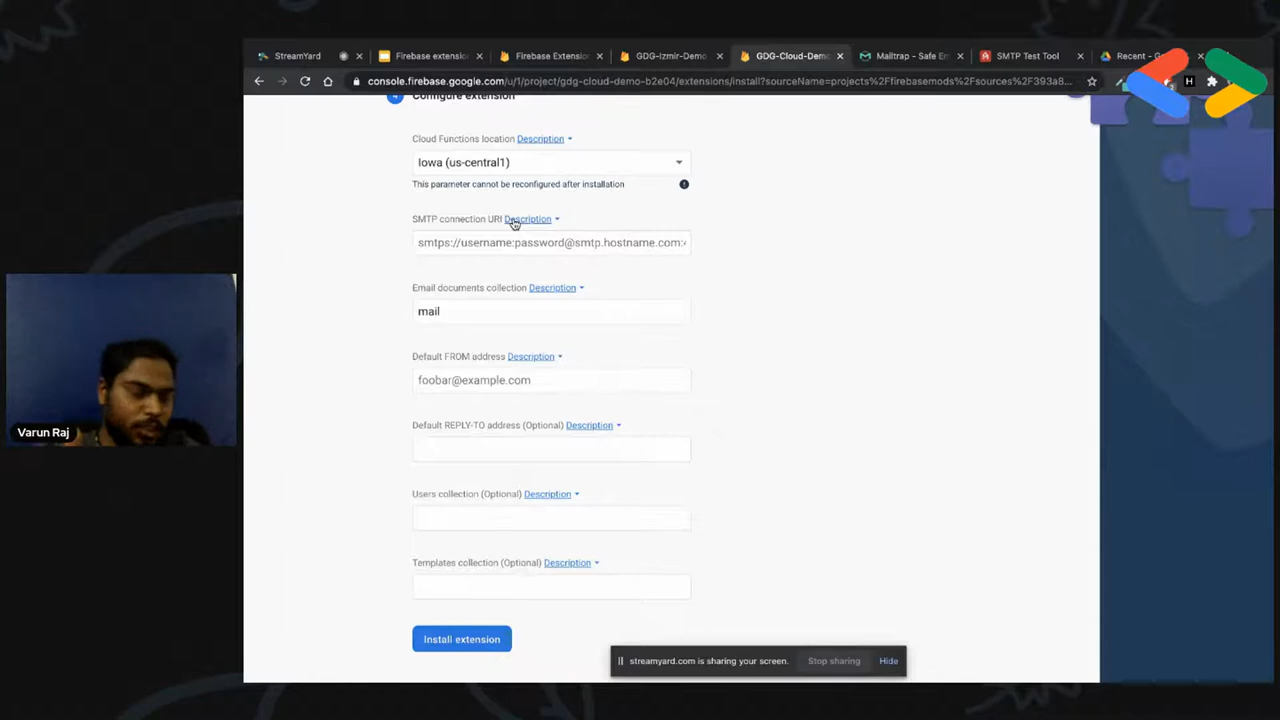 StreamYard
Firebase extension
Firebase Extension
GDG-Izmir-Demo
GDG-Cloud-Demo
Mailtrap - Safe Em
SMTP Test Tool
Recent - G
console.firebase.google.com/u/1/project/gdg-cloud-demo-b2e04/extensions/install?sourceName=projects%2Ffirebasemods%2Fsources%2F393a8...
H
Configure extension
Cloud Functions location Description
Iowa (us-central1)
This parameter cannot be reconfigured after installation
SMTP connection URI Description
smtps://username:password@smtp.hostname.com:
Email documents collection Description
mail
Default FROM address Description
foobar@example.com
Default REPLY-TO address (Optional) Description
Users collection (Optional) Description
Templates collection (Optional) Description
Install extension
streamyard.com is sharing your screen.
Stop sharing
Hide
Varun Raj